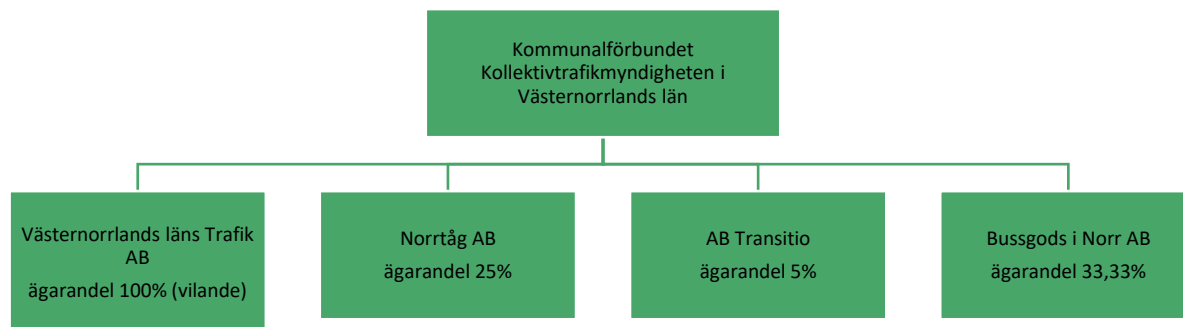 Kommunalförbundet
Kollektivtrafikmyndigheten i
Västernorrlands län
Västernorrlands läns Trafik
AB
ägarandel 100% (vilande)
Norrtåg AB
ägarandel 25%
AB Transitio
ägarandel 5%
Bussgods i Norr AB
ägarandel 33,33%